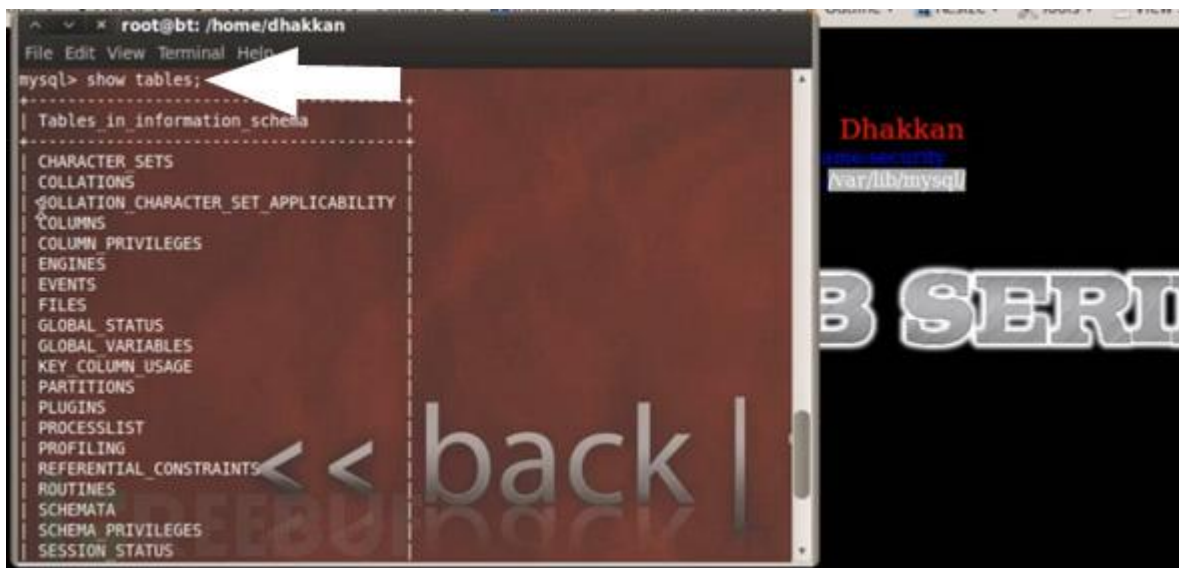 root@bt: /home/dhakkan
File Edit View Terminal Help
mysql> show tables;
Tables_in_information_schema
CHARACTER_SETS
COLLATIONS
COLLATION_CHARACTER_SET_APPLICABILITY
COLUMNS
COLUMN_PRIVILEGES
ENGINES
EVENTS
FILES
GLOBAL_STATUS
GLOBAL_VARIABLES
KEY_COLUMN_USAGE
PARTITIONS
PLUGINS
PROCESSLIST
PROFILING
REFERENTIAL_CONSTRAINTS
ROUTINES
SCHEMATA
SCHEMA_PRIVILEGES
SESSION_STATUS
<< back |
Dhakkan
/var/lib/mysql/
B SERI